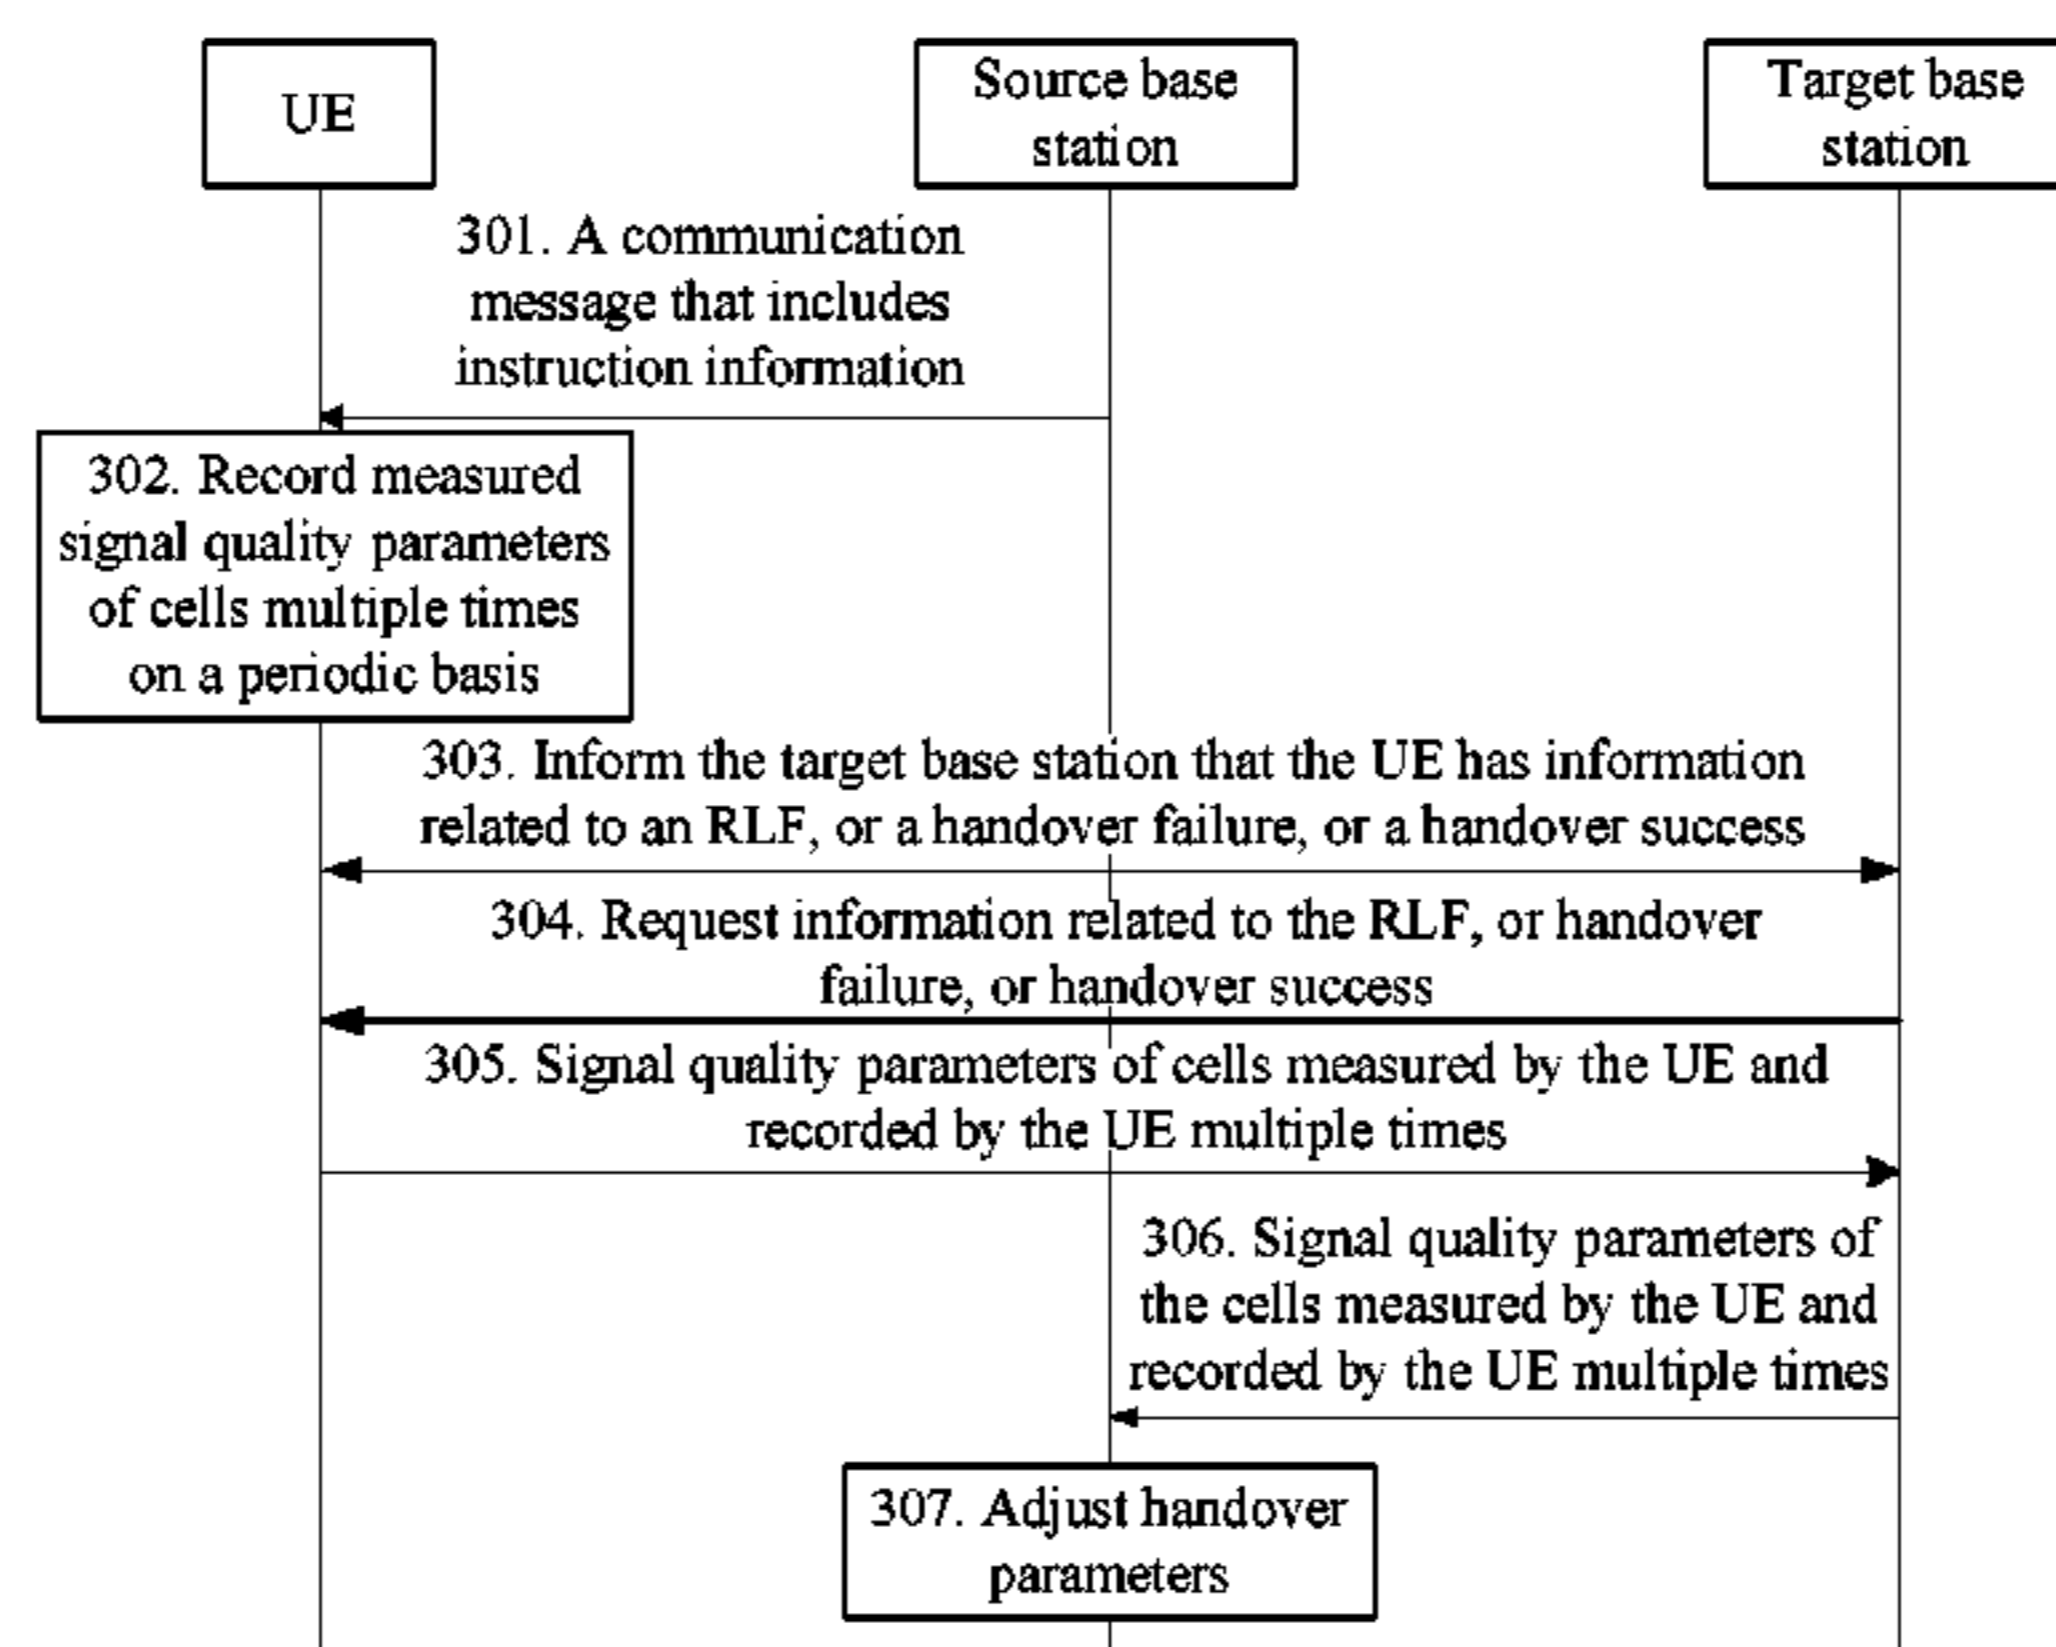 UE
Source base
station
Target base
station
301. A communication
message that includes
instruction information
302. Record measured
signal quality parameters
of cells multiple times
on a periodic basis
303. Inform the target base station that the UE has information
related to an RLF, or a handover failure, or a handover success
304. Request information related to the RLF, or handover
failure, or handover success
305. Signal quality parameters of cells measured by the UE and
recorded by the UE multiple times
306. Signal quality parameters of
the cells measured by the UE and
recorded by the UE multiple times
307. Adjust handover
parameters